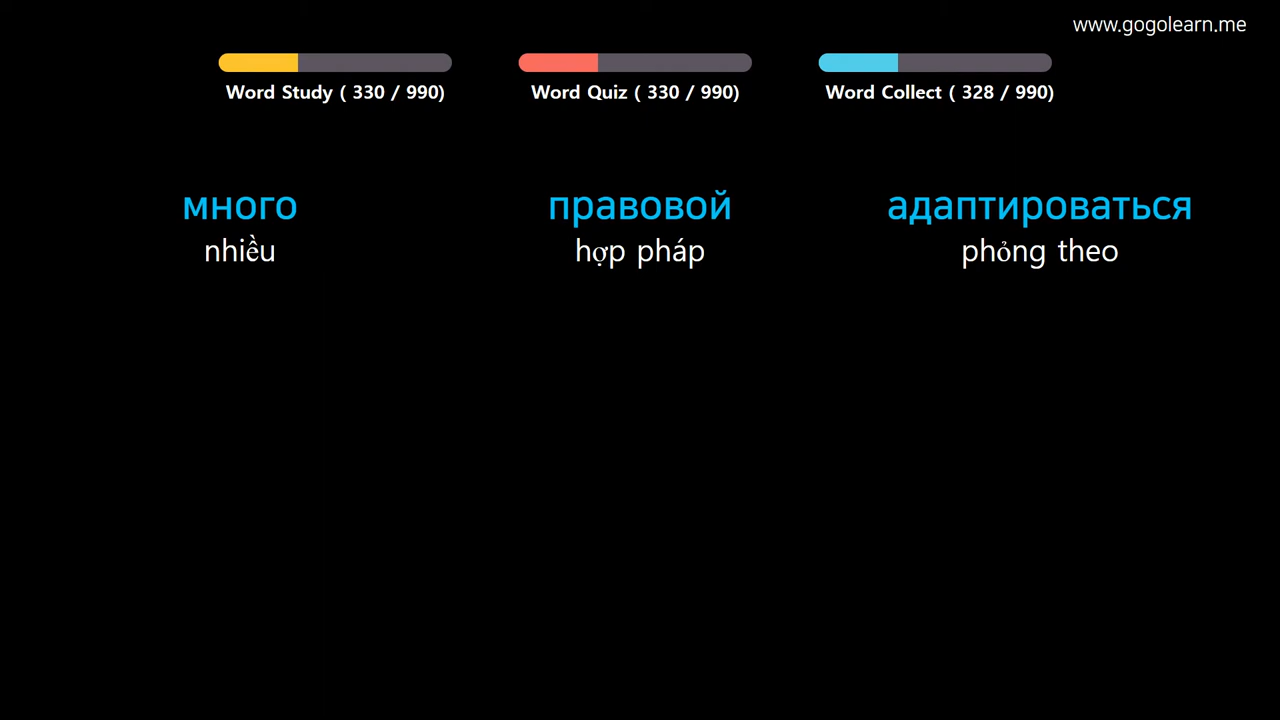 www.gogolearn.me
Word Study ( 330 / 990)
Word Quiz ( 330 / 990)
Word Collect ( 328 / 990)
много
nhiều
правовой
hợp pháp
адаптироваться
phỏng theo